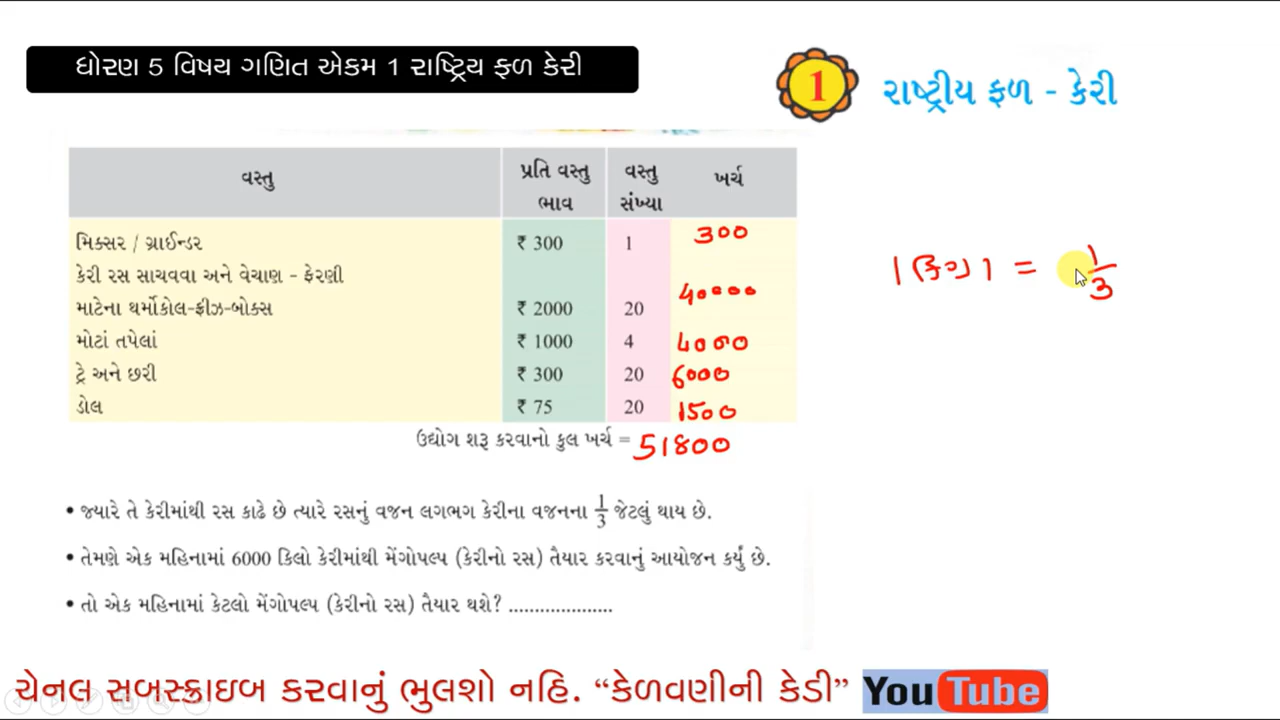 ધોરણ 5 વિષય ગણિત એકમ 1 રાષ્ટ્રિય ફળ કેરી
1 રાષ્ટ્રીય ફળ - કેરી
વસ્તુ પ્રતિ વસ્તુ ભાવ વસ્તુ સંખ્યા ખર્ચ
મિક્સર / ગ્રાઈન્ડર ₹ 300 1 300
કેરી રસ સાચવવા અને વેચાણ - ફેરણી
માટેના થર્મોકોલ-ફ્રીઝ-બોક્સ ₹ 2000 20 40000
મોટાં તપેલાં ₹ 1000 4 4000
ટ્રે અને છરી ₹ 300 20 6000
ડોલ ₹ 75 20 1500
ઉદ્યોગ શરૂ કરવાનો કુલ ખર્ચ = 51800
1 કિગ્રા = 1/3
• જ્યારે તે કેરીમાંથી રસ કાઢે છે ત્યારે રસનું વજન લગભગ કેરીના વજનના 1/3 જેટલું થાય છે.
• તેમણે એક મહિનામાં 6000 કિલો કેરીમાંથી મેંગોપલ્પ (કેરીનો રસ) તૈયાર કરવાનું આયોજન કર્યું છે.
• તો એક મહિનામાં કેટલો મેંગોપલ્પ (કેરીનો રસ) તૈયાર થશે? ....................
ચેનલ સબસ્ક્રાઇબ કરવાનું ભુલશો નહિ. “કેળવણીની કેડી” YouTube